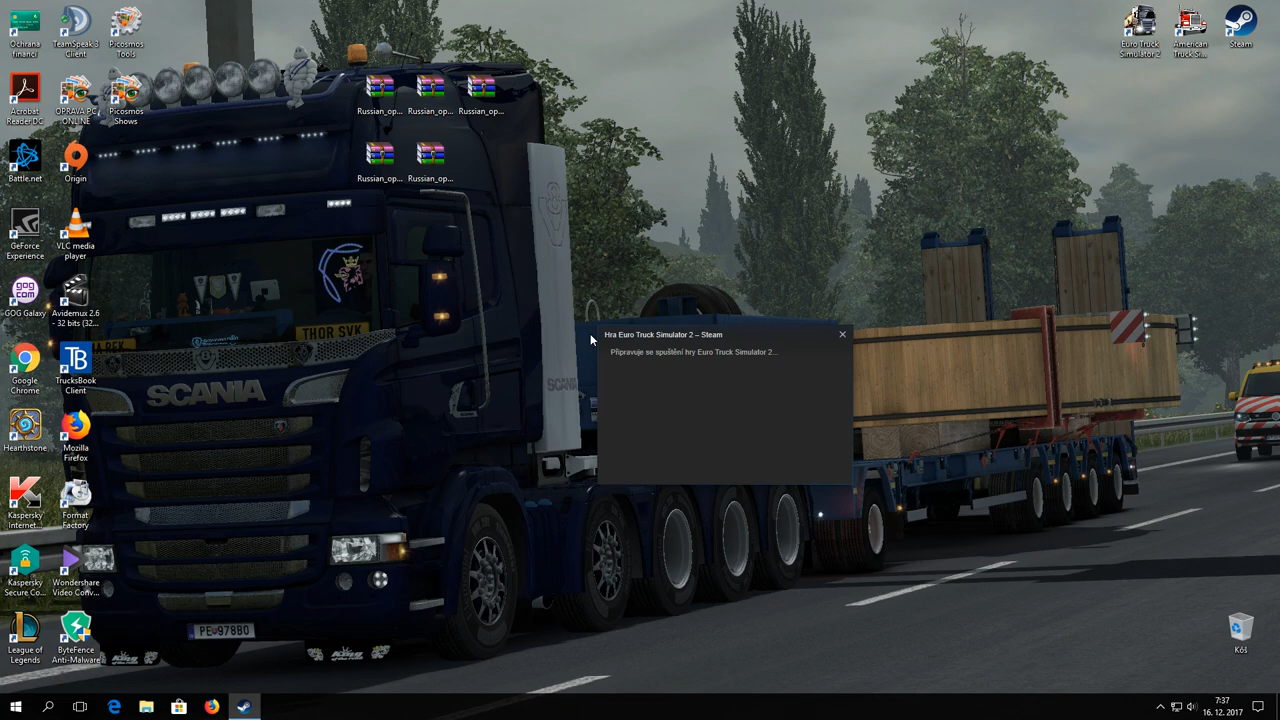 Ochrana
financí
TeamSpeak 3
Client
Picosmos
Tools
Euro Truck
Simulator 2
American
Truck Si...
Steam
Acrobat
Reader DC
OPRAVA PC
ONLINE
Picosmos
Shows
Russian_op...
Russian_op...
Russian_op...
Battle.net
Origin
Russian_op...
Russian_op...
GeForce
Experience
VLC media
player
GOG Galaxy
Avidemux 2.6
- 32 bits (32...
THOR SVK
Hra Euro Truck Simulator 2 – Steam
Připravuje se spuštění hry Euro Truck Simulator 2...
Google
Chrome
TrucksBook
Client
SCANIA
SCANIA
Hearthstone
Mozilla
Firefox
Kaspersky
Internet...
Format
Factory
Kaspersky
Secure Co...
Wondershare
Video Conv...
League of
Legends
ByteFence
Anti-Malware
PE 978BO
Kôš
7:37
16. 12. 2017